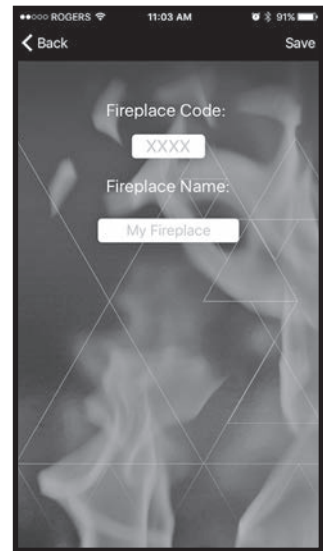 ROGERS 11:03 AM 91%
Back Save
Fireplace Code:
XXXX
Fireplace Name:
My Fireplace